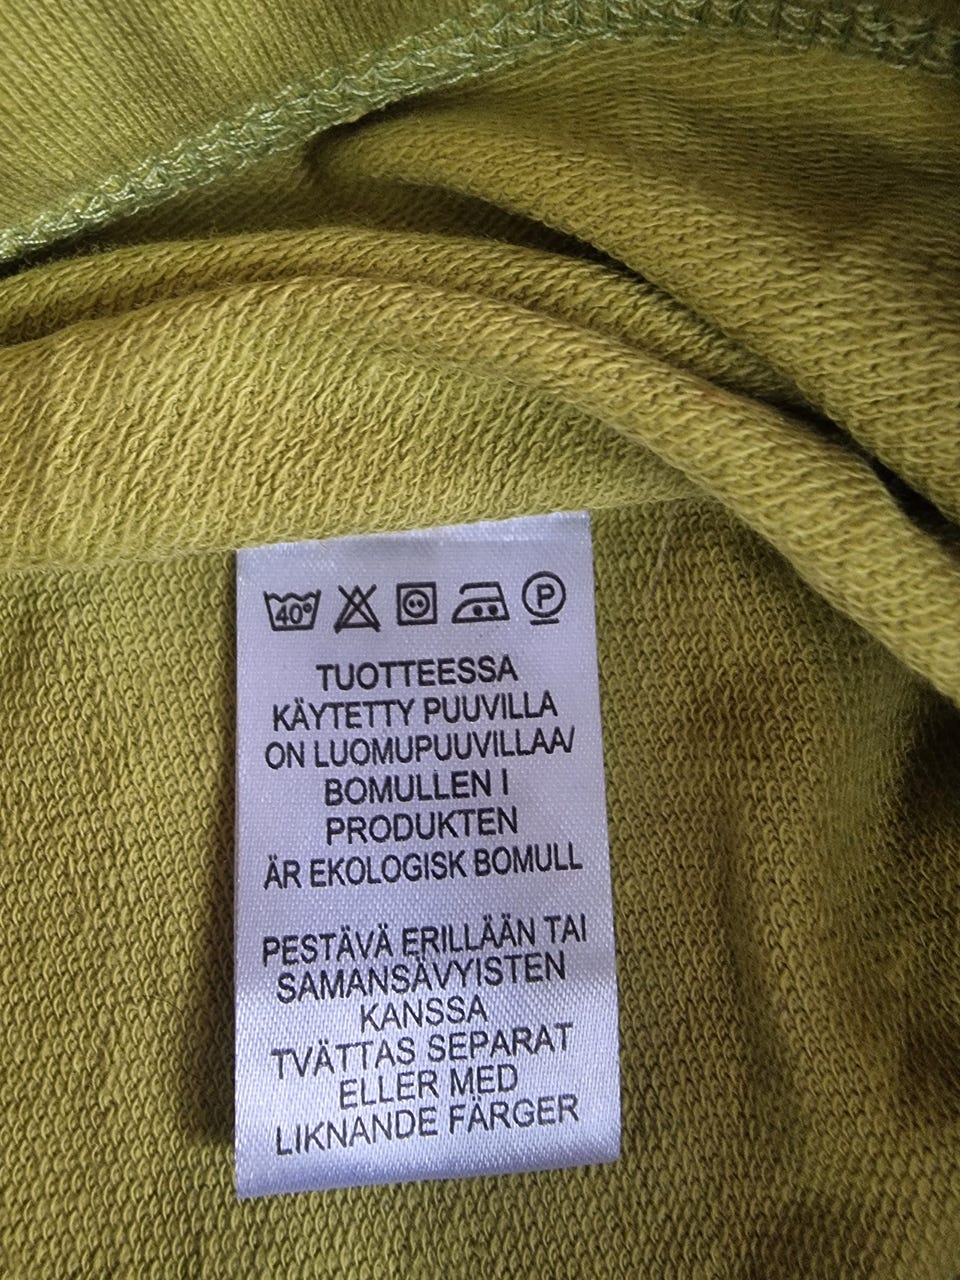 40° P
TUOTTEESSA
KÄYTETTY PUUVILLA
ON LUOMUPUUVILLAA/
BOMULLEN I
PRODUKTEN
ÄR EKOLOGISK BOMULL
PESTÄVÄ ERILLÄÄN TAI
SAMANSÄVYISTEN
KANSSA
TVÄTTAS SEPARAT
ELLER MED
LIKNANDE FÄRGER